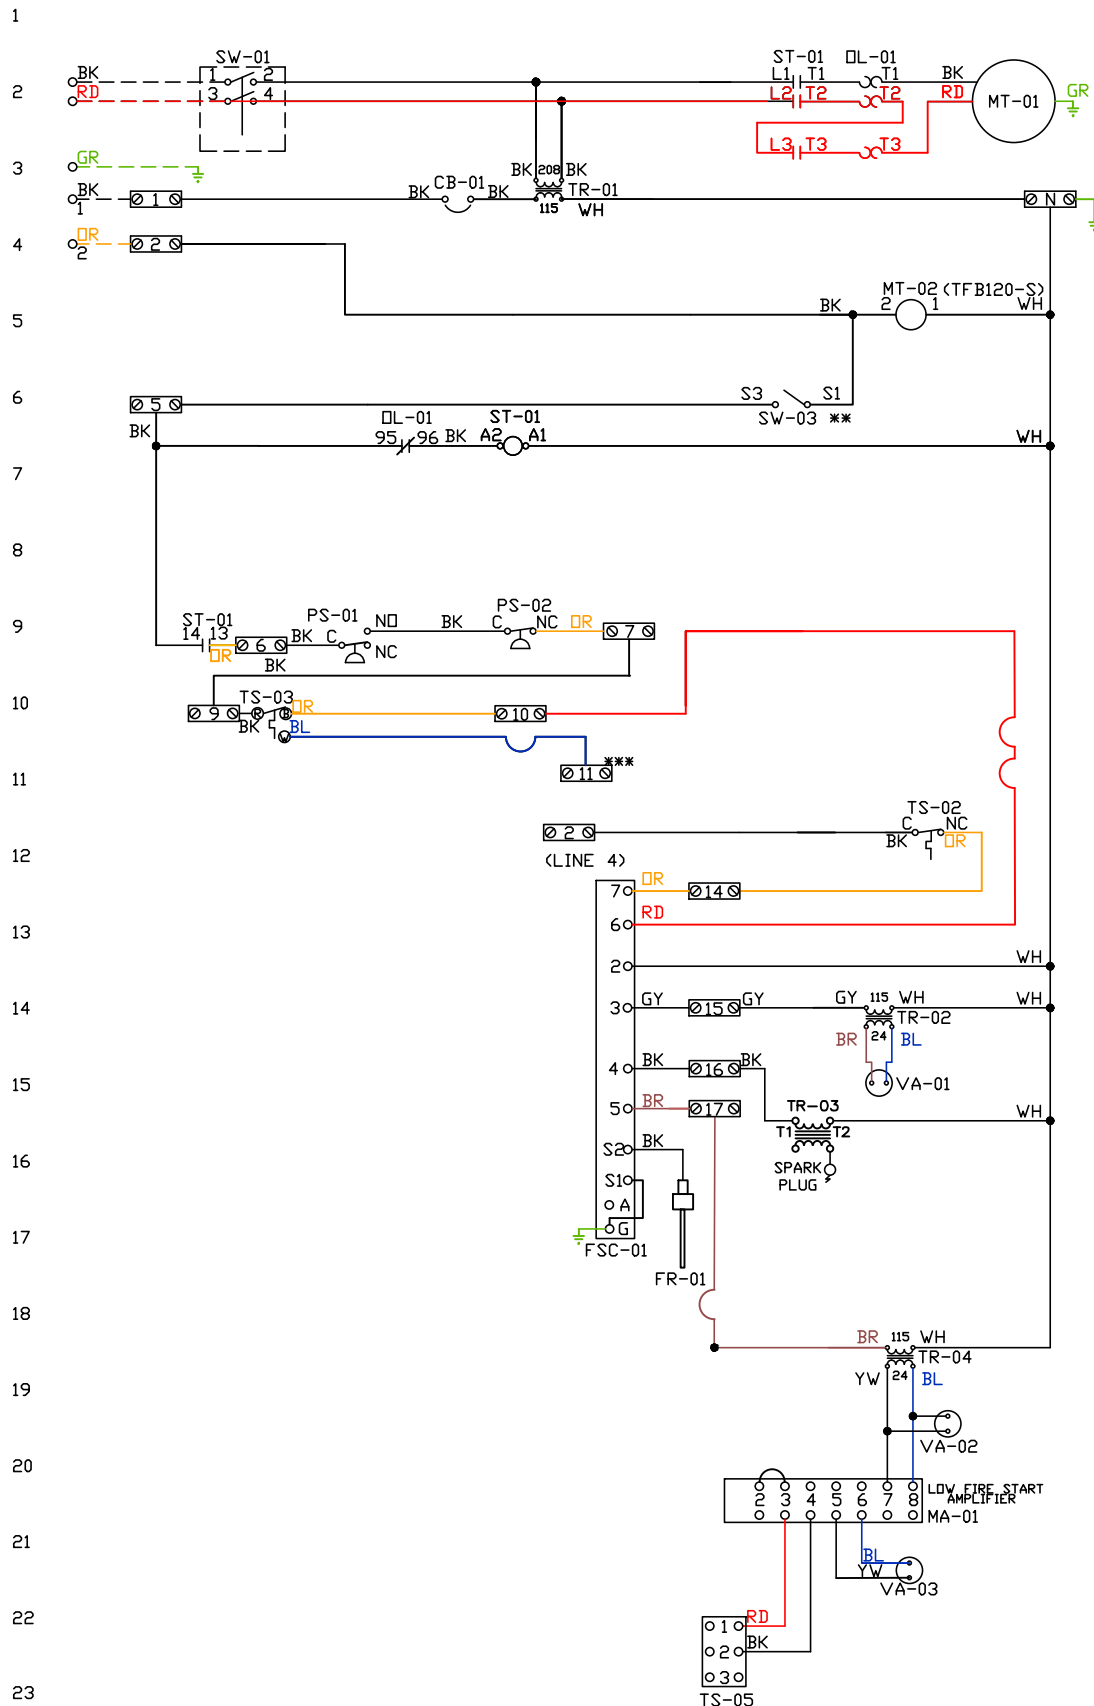 1
SW-01
ST-01 OL-01
BK 1 2 L1 T1 T1 BK
2 RD 3 4 L2 T2 T2 RD MT-01 GR
L3 T3 T3
3 GR BK 208 BK
CB-01 TR-01
BK 1 1 BK BK 115 WH N
4 OR 2 2
MT-02 (TFB120-S)
5 BK 2 1 WH
6 5 S3 S1
SW-03 **
OL-01 ST-01
BK 95 96 BK A2 A1 WH
7
8
9 ST-01 PS-01 NO BK PS-02
C NC OR 7
14 13 OR 6 BK C NC
BK
10 TS-03
9 BK R B OR 10
W BL
11 11 ***
TS-02
2 C NC
BK OR
12 (LINE 4)
7 OR 14
13 6 RD
2 WH
14 3 GY 15 GY GY 115 WH WH
TR-02
24
BR BL
15 4 BK 16 BK VA-01
5 BR 17 TR-03 WH
T1 T2
16 S2 BK
SPARK
PLUG
S1
A
17 G
FSC-01
FR-01
18
BR 115 WH
TR-04
19 YW 24 BL
VA-02
20
2 3 4 5 6 7 8
LOW FIRE START
AMPLIFIER
MA-01
21
BL
YW
VA-03
22 1 RD
2 BK
3
23 TS-05